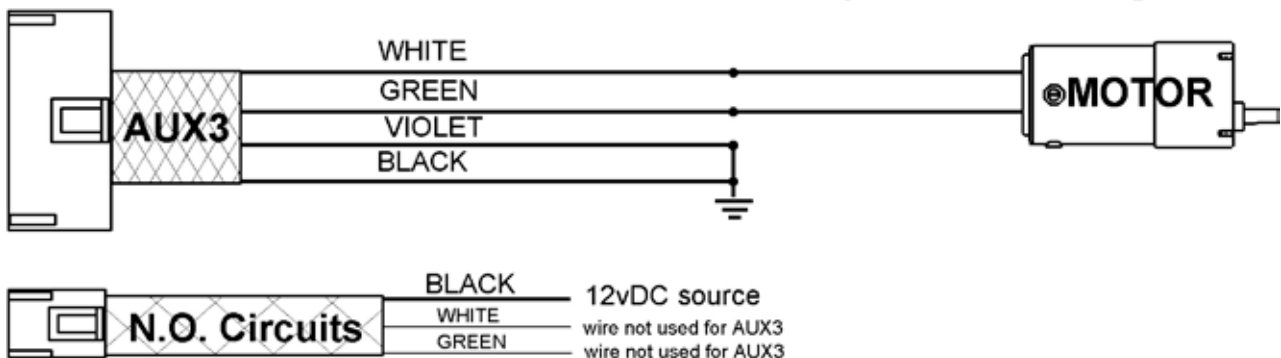 WHITE
GREEN
VIOLET
BLACK
AUX3
MOTOR
BLACK
12vDC source
WHITE
wire not used for AUX3
GREEN
wire not used for AUX3
N.O. Circuits